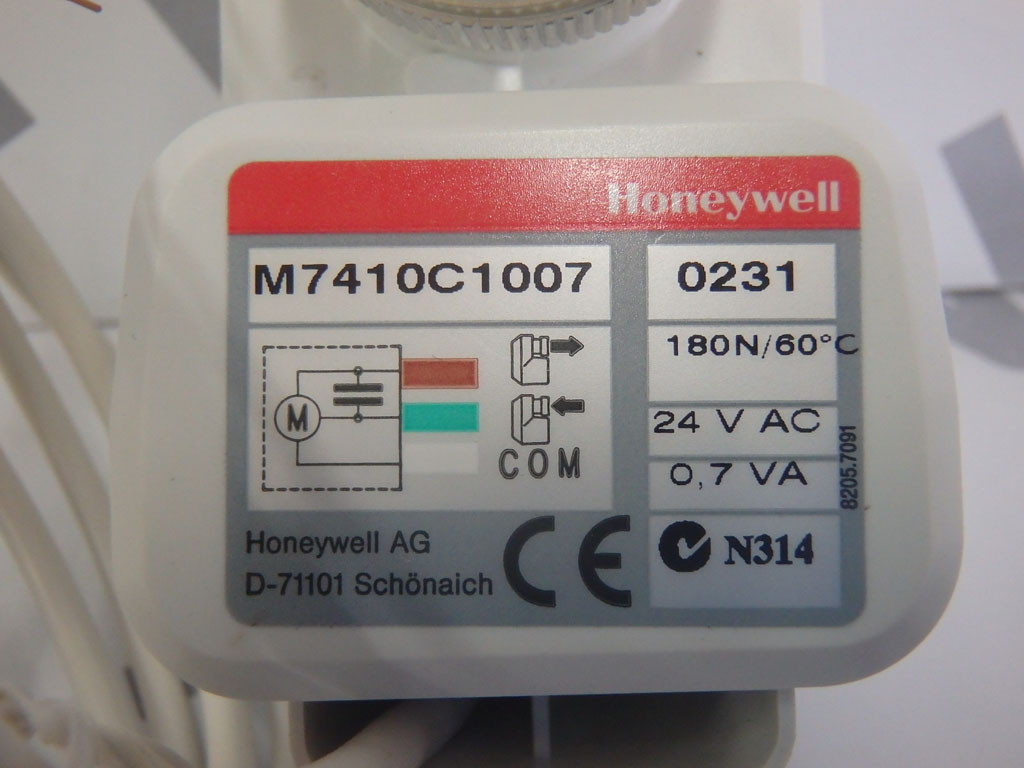 Honeywell
M7410C1007
0231
180N/60°C
24 V AC
0,7 VA
M
COM
8205.7091
Honeywell AG
D-71101 Schönaich
CE
N314